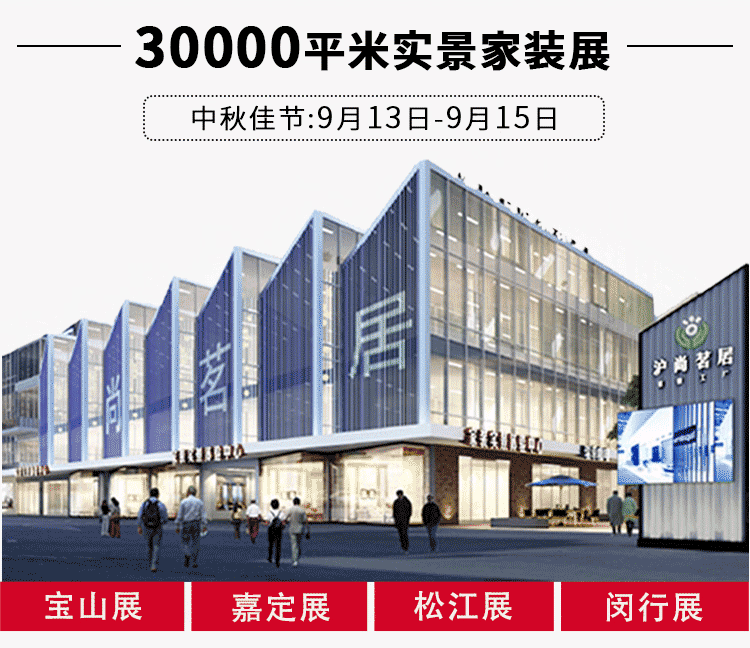 30000平米实景家装展
中秋佳节:9月13日-9月15日
尚 茗 居
沪尚茗居
宝山展
嘉定展
松江展
闵行展